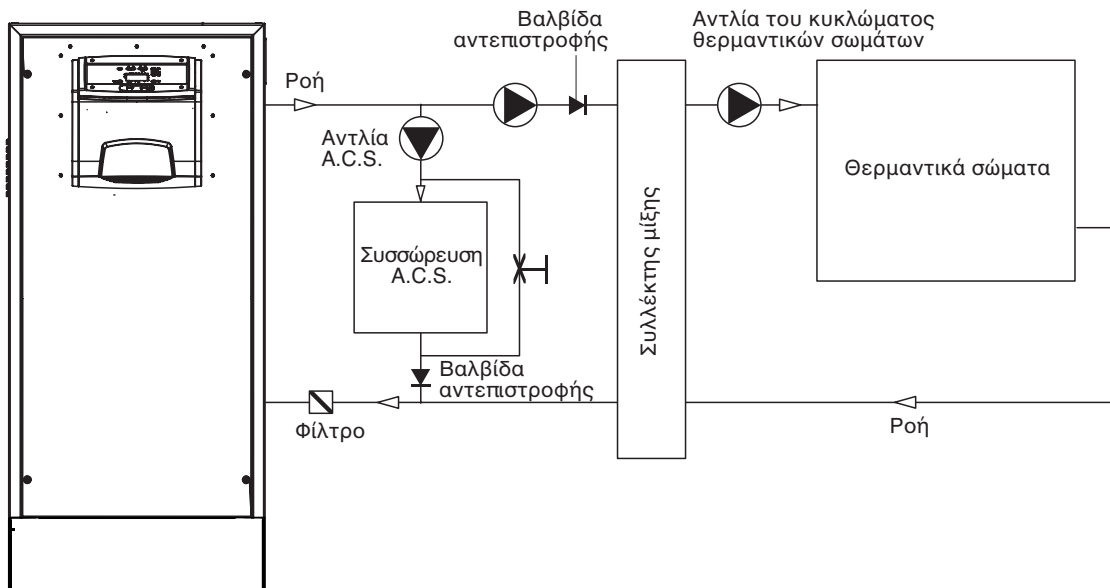 Βαλβίδα
αντεπιστροφής
Αντλία του κυκλώματος
θερμαντικών σωμάτων
Ροή
Αντλία
A.C.S.
Θερμαντικά σώματα
Συσσώρευση
A.C.S.
Συλλέκτης μίξης
Βαλβίδα
αντεπιστροφής
Φίλτρο
Ροή